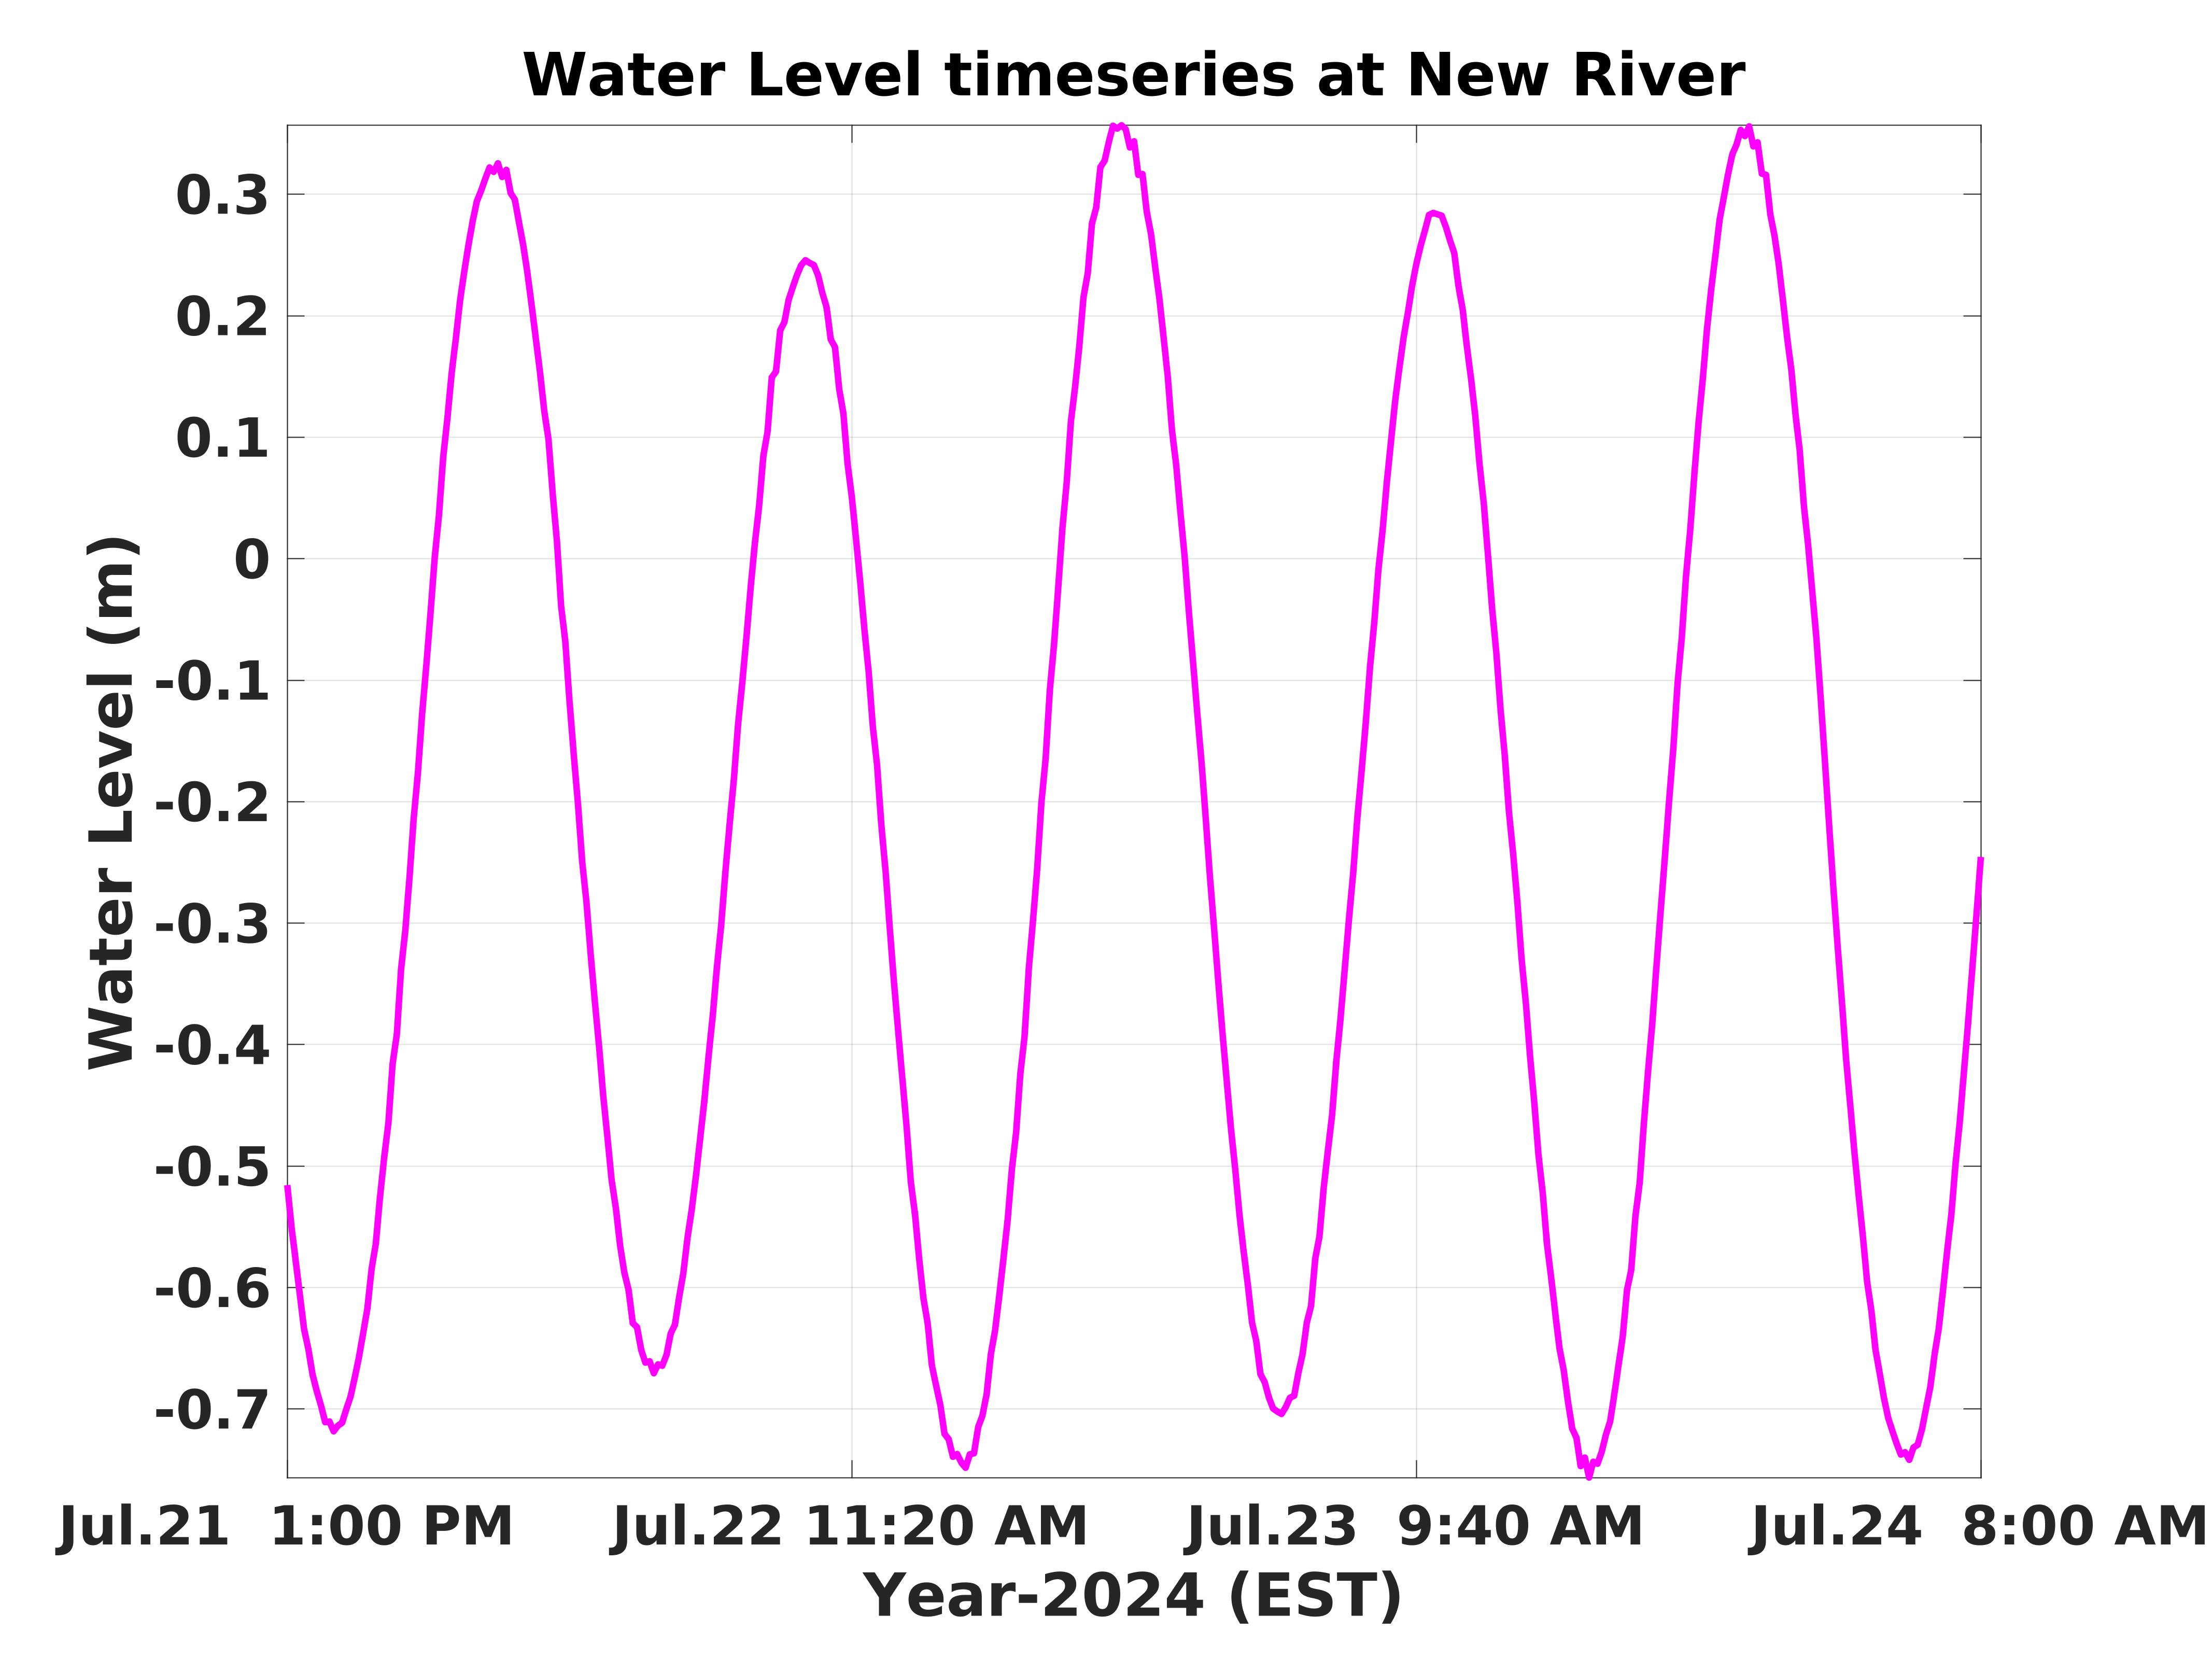 Water Level timeseries at New River
Water Level (m)
0.3
0.2
0.1
0
-0.1
-0.2
-0.3
-0.4
-0.5
-0.6
-0.7
Jul.21 1:00 PM Jul.22 11:20 AM Jul.23 9:40 AM Jul.24 8:00 AM
Year-2024 (EST)